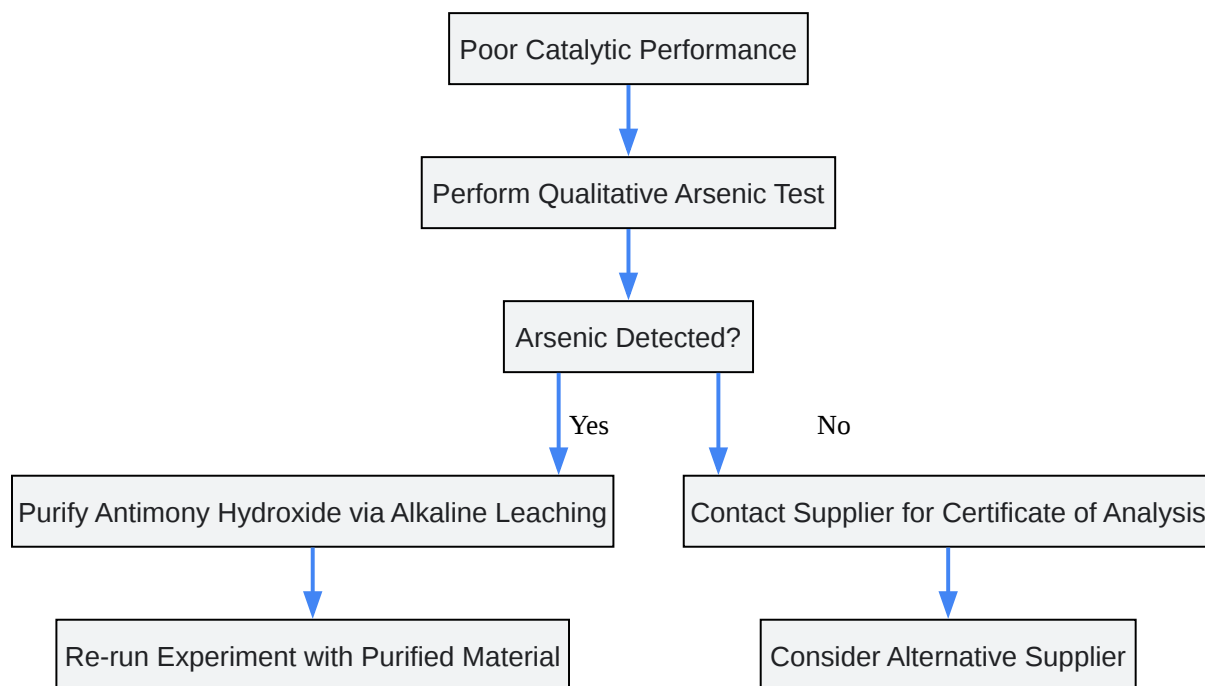 Poor Catalytic Performance
Perform Qualitative Arsenic Test
Arsenic Detected?
Yes
No
Purify Antimony Hydroxide via Alkaline Leaching
Contact Supplier for Certificate of Analysis
Re-run Experiment with Purified Material
Consider Alternative Supplier